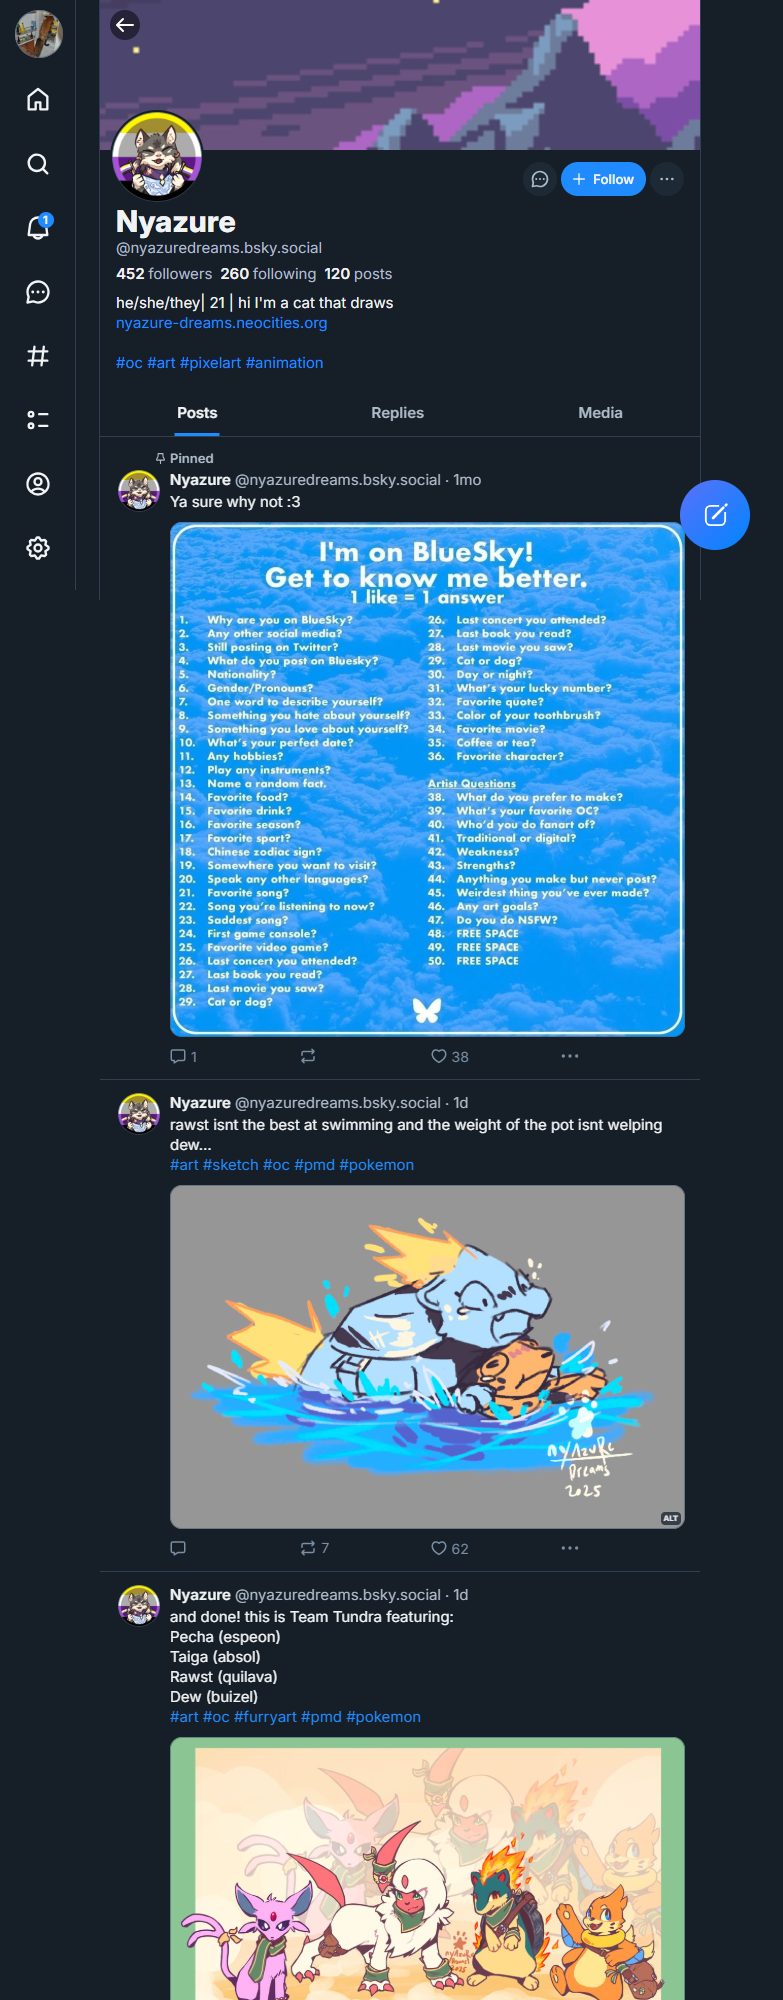 1
Follow
Nyazure
@nyazuredreams.bsky.social
452 followers 260 following 120 posts
he/she/they| 21 | hi I'm a cat that draws
nyazure-dreams.neocities.org
#oc #art #pixelart #animation
Posts Replies Media
Pinned
Nyazure @nyazuredreams.bsky.social · 1mo
Ya sure why not :3
I'm on BlueSky!
Get to know me better.
1 like = 1 answer
1. Why are you on BlueSky?
2. Any other social media?
3. Still posting on Twitter?
4. What do you post on Bluesky?
5. Nationality?
6. Gender/Pronouns?
7. One word to describe yourself?
8. Something you hate about yourself?
9. Something you love about yourself?
10. What's your perfect date?
11. Any hobbies?
12. Play any instruments?
13. Name a random fact.
14. Favorite food?
15. Favorite drink?
16. Favorite season?
17. Favorite sport?
18. Chinese zodiac sign?
19. Somewhere you want to visit?
20. Speak any other languages?
21. Favorite song?
22. Song you're listening to now?
23. Saddest song?
24. First game console?
25. Favorite video game?
26. Last concert you attended?
27. Last book you read?
28. Last movie you saw?
29. Cat or dog?
26. Last concert you attended?
27. Last book you read?
28. Last movie you saw?
29. Cat or dog?
30. Day or night?
31. What's your lucky number?
32. Favorite quote?
33. Color of your toothbrush?
34. Favorite movie?
35. Coffee or tea?
36. Favorite character?
Artist Questions
38. What do you prefer to make?
39. What's your favorite OC?
40. Who'd you do fanart of?
41. Traditional or digital?
42. Weakness?
43. Strengths?
44. Anything you make but never post?
45. Weirdest thing you've ever made?
46. Any art goals?
47. Do you do NSFW?
48. FREE SPACE
49. FREE SPACE
50. FREE SPACE
1 38
Nyazure @nyazuredreams.bsky.social · 1d
rawst isnt the best at swimming and the weight of the pot isnt welping
dew...
#art #sketch #oc #pmd #pokemon
nyAzuRe
Dreams
2025
ALT
7 62
Nyazure @nyazuredreams.bsky.social · 1d
and done! this is Team Tundra featuring:
Pecha (espeon)
Taiga (absol)
Rawst (quilava)
Dew (buizel)
#art #oc #furryart #pmd #pokemon